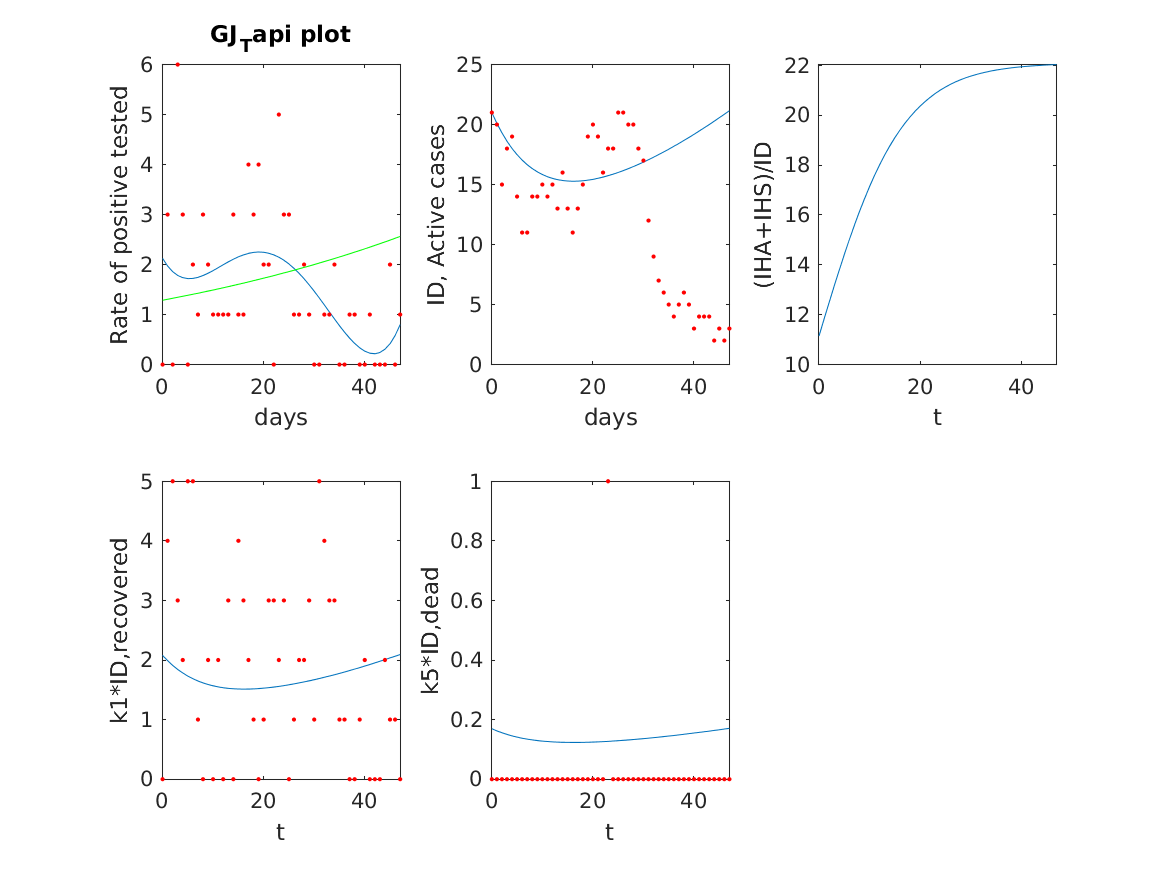 GJTapi plot
Rate of positive tested
6
5
4
3
2
1
0
0 20 40
days
ID, Active cases
25
20
15
10
5
0
0 20 40
days
(IHA+IHS)/ID
22
20
18
16
14
12
10
0 20 40
t
k1*ID,recovered
5
4
3
2
1
0
0 20 40
t
k5*ID,dead
1
0.8
0.6
0.4
0.2
0
0 20 40
t